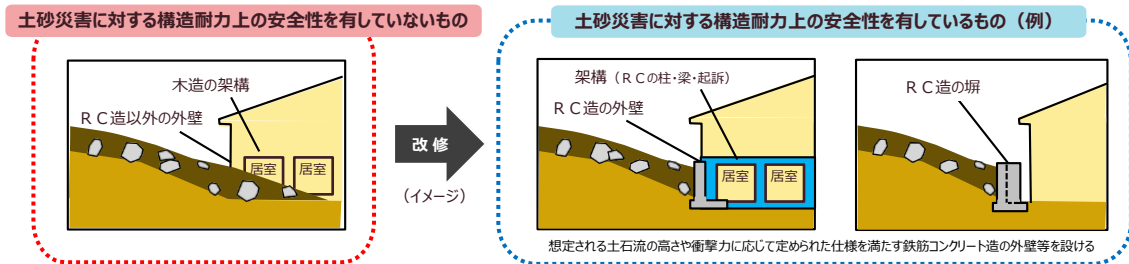 土砂災害に対する構造耐力上の安全性を有していないもの
木造の架構
RC造以外の外壁
居室
居室
改修
(イメージ)
土砂災害に対する構造耐力上の安全性を有しているもの(例)
架構(RCの柱・梁・起訴)
RC造の外壁
居室
居室
RC造の塀
想定される土石流の高さや衝撃力に応じて定められた仕様を満たす鉄筋コンクリート造の外壁等を設ける